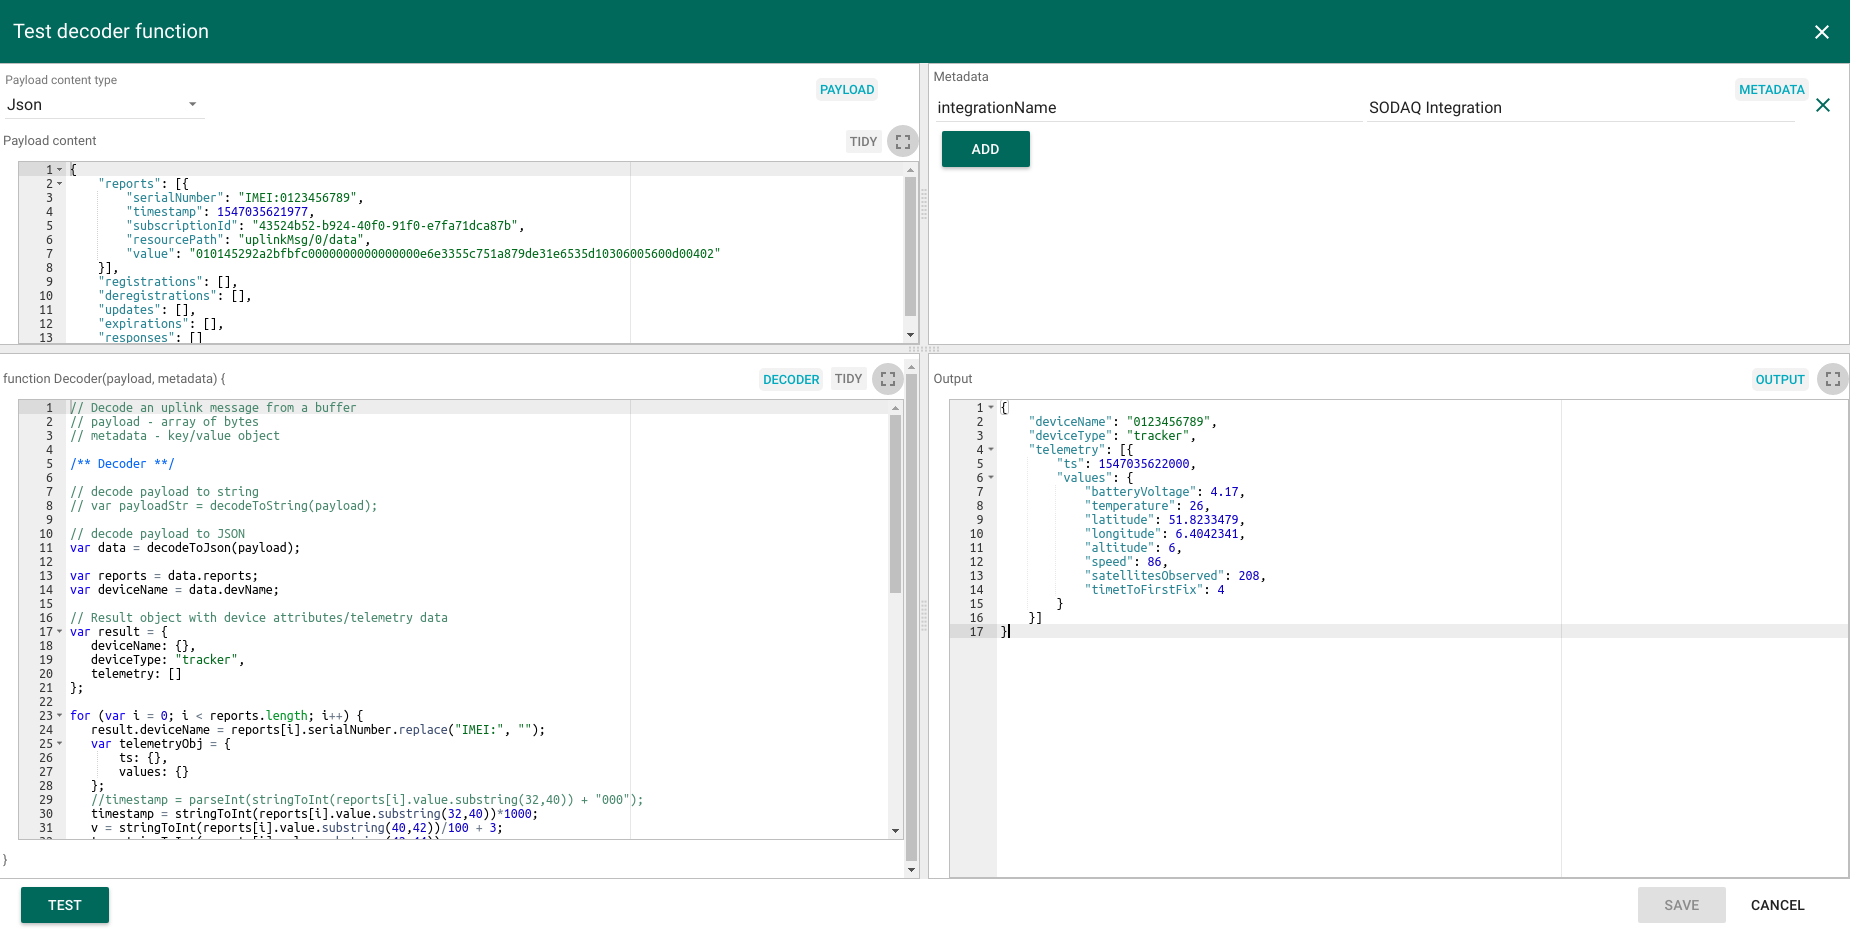 Test decoder function
Payload content type
PAYLOAD
Json
Payload content
TIDY
1 {
2 "reports": [{
3 "serialNumber": "IMEI:0123456789",
4 "timestamp": 1547035621977,
5 "subscriptionId": "43524b52-b924-40f0-91f0-e7fa71dca87b",
6 "resourcePath": "uplinkMsg/0/data",
7 "value": "010145292a2bfbfc0000000000000000e6e3355c751a879de31e6535d10306005600d00402"
8 }],
9 "registrations": [],
10 "deregistrations": [],
11 "updates": [],
12 "expirations": [],
13 "responses": []
Metadata
METADATA
integrationName SODAQ Integration
ADD
function Decoder(payload, metadata) {
DECODER TIDY
1 // Decode an uplink message from a buffer
2 // payload - array of bytes
3 // metadata - key/value object
4
5 /** Decoder **/
6
7 // decode payload to string
8 // var payloadStr = decodeToString(payload);
9
10 // decode payload to JSON
11 var data = decodeToJson(payload);
12
13 var reports = data.reports;
14 var deviceName = data.devName;
15
16 // Result object with device attributes/telemetry data
17 var result = {
18 deviceName: {},
19 deviceType: "tracker",
20 telemetry: []
21 };
22
23 for (var i = 0; i < reports.length; i++) {
24 result.deviceName = reports[i].serialNumber.replace("IMEI:", "");
25 var telemetryObj = {
26 ts: {},
27 values: {}
28 };
29 //timestamp = parseInt(stringToInt(reports[i].value.substring(32,40)) + "000");
30 timestamp = stringToInt(reports[i].value.substring(32,40))*1000;
31 v = stringToInt(reports[i].value.substring(40,42))/100 + 3;
}
Output
OUTPUT
1 {
2 "deviceName": "0123456789",
3 "deviceType": "tracker",
4 "telemetry": [{
5 "ts": 1547035622000,
6 "values": {
7 "batteryVoltage": 4.17,
8 "temperature": 26,
9 "latitude": 51.8233479,
10 "longitude": 6.4042341,
11 "altitude": 6,
12 "speed": 86,
13 "satellitesObserved": 208,
14 "timetToFirstFix": 4
15 }
16 }]
17 }
TEST
SAVE CANCEL